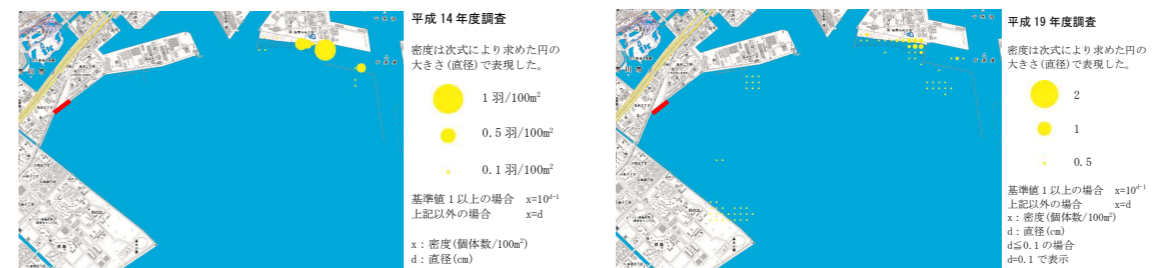 平成 14 年度調査
密度は次式により求めた円の
大きさ(直径)で表現した。
1 羽/100m²
0.5 羽/100m²
0.1 羽/100m²
基準値 1 以上の場合 x=10ᵈ⁻¹
上記以外の場合 x=d
x：密度(個体数/100m²)
d：直径(cm)
平成 19 年度調査
密度は次式により求めた円の
大きさ(直径)で表現した。
2
1
0.5
基準値 1 以上の場合 x=10ᵈ⁻¹
上記以外の場合 x=d
x：密度(個体数/100m²)
d：直径(cm)
d≦0.1 の場合
d=0.1 で表示